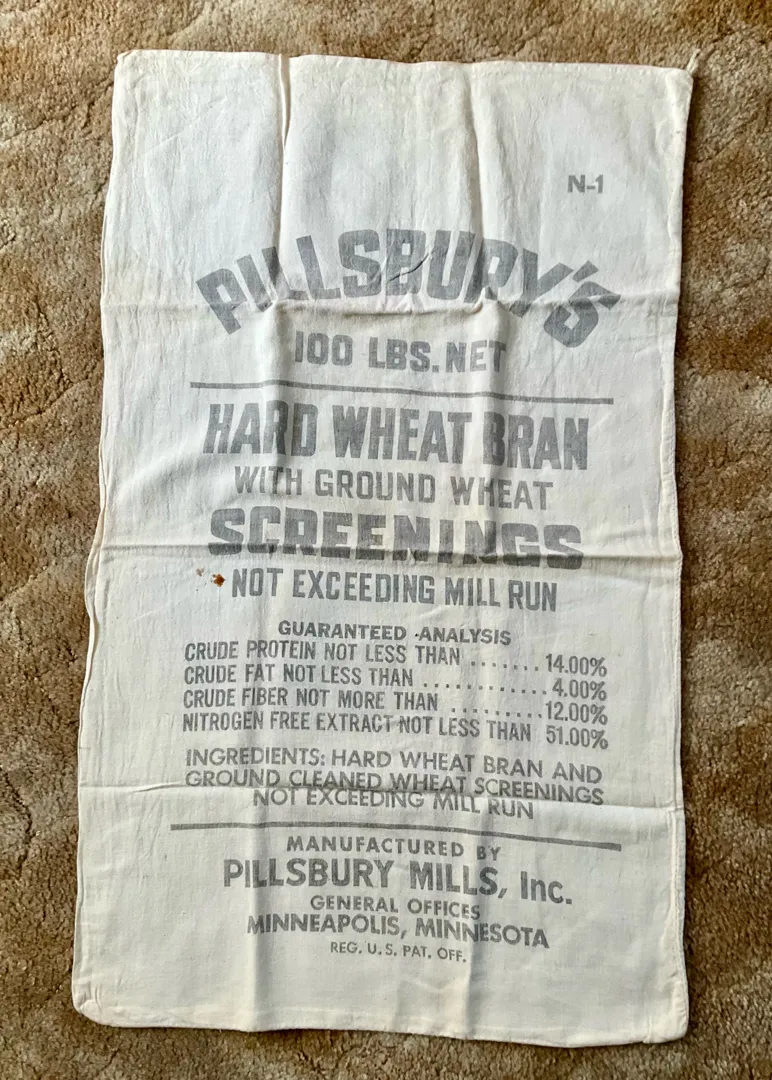 N-1
PILLSBURY'S
100 LBS. NET
HARD WHEAT BRAN
WITH GROUND WHEAT
SCREENINGS
NOT EXCEEDING MILL RUN
GUARANTEED ANALYSIS
CRUDE PROTEIN NOT LESS THAN ....... 14.00%
CRUDE FAT NOT LESS THAN ............ 4.00%
CRUDE FIBER NOT MORE THAN ......... 12.00%
NITROGEN FREE EXTRACT NOT LESS THAN 51.00%
INGREDIENTS: HARD WHEAT BRAN AND
GROUND CLEANED WHEAT SCREENINGS
NOT EXCEEDING MILL RUN
MANUFACTURED BY
PILLSBURY MILLS, Inc.
GENERAL OFFICES
MINNEAPOLIS, MINNESOTA
REG. U. S. PAT. OFF.